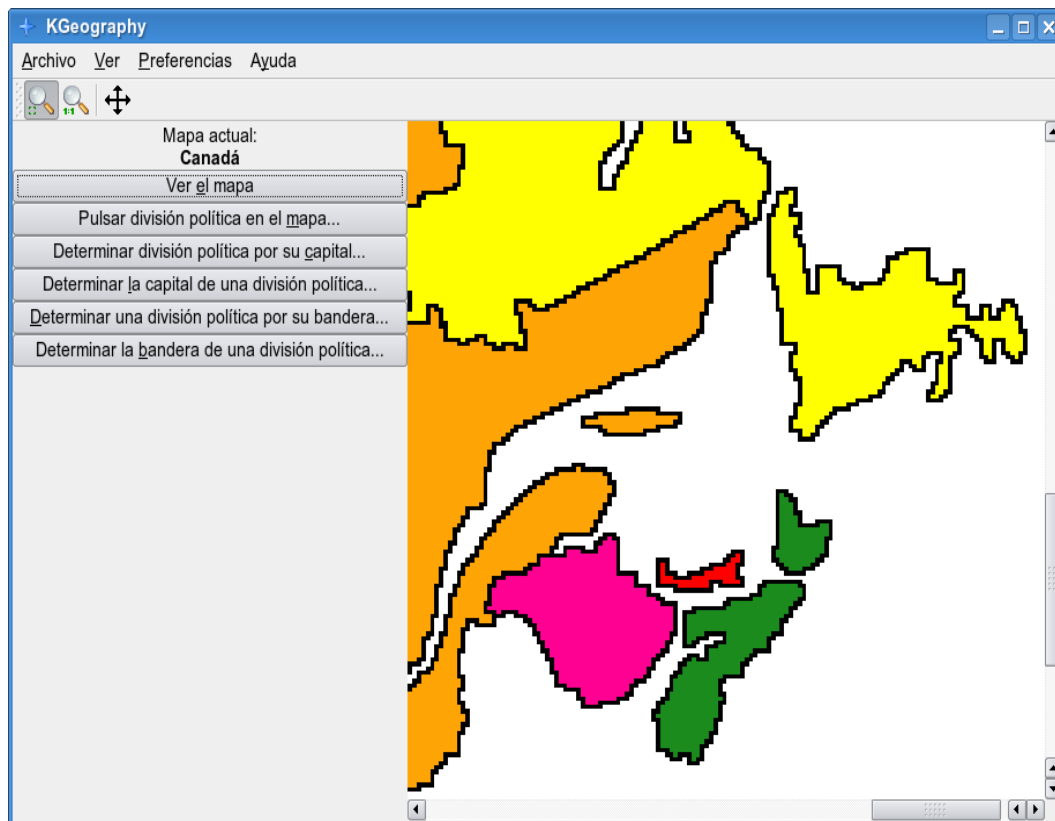 KGeography
Archivo Ver Preferencias Ayuda
1:1
Mapa actual:
Canadá
Ver el mapa
Pulsar división política en el mapa...
Determinar división política por su capital...
Determinar la capital de una división política...
Determinar una división política por su bandera...
Determinar la bandera de una división política...